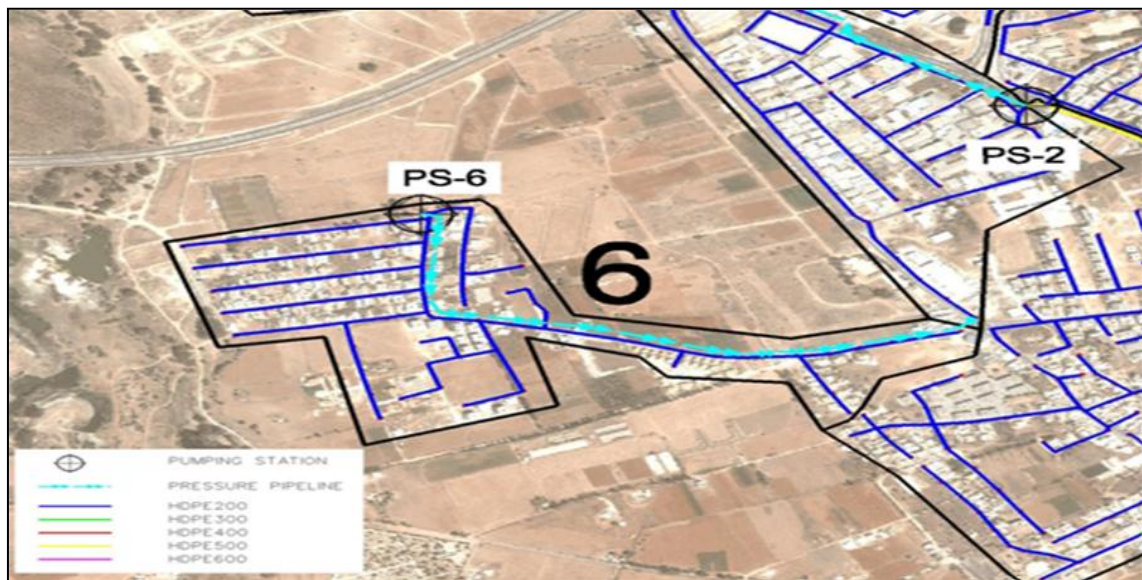 PS-2
PS-6
6
PUMPING STATION
PRESSURE PIPELINE
HDPE200
HDPE300
HDPE400
HDPE500
HDPE600